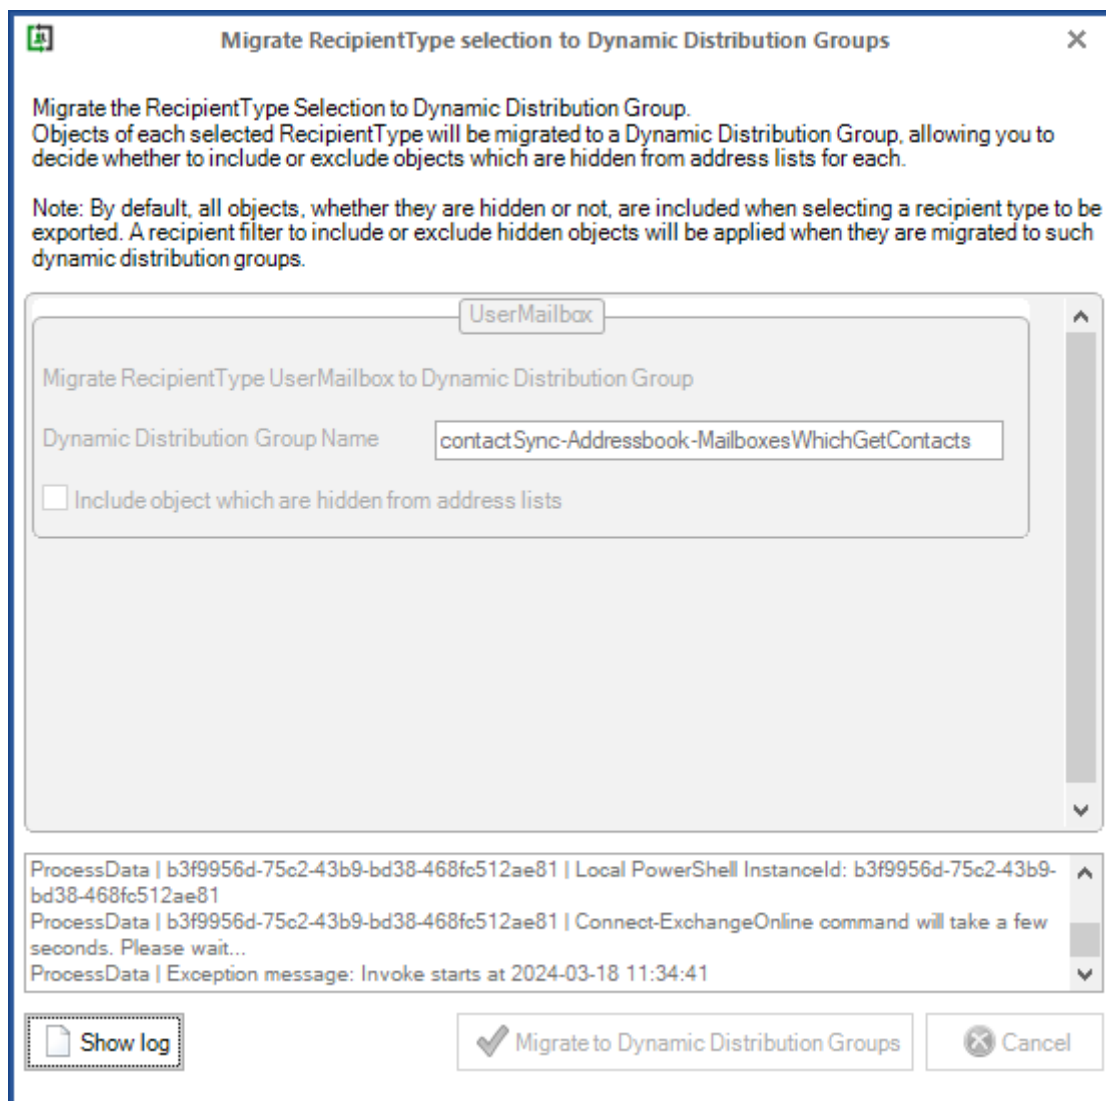 Migrate RecipientType selection to Dynamic Distribution Groups
Migrate the RecipientType Selection to Dynamic Distribution Group.
Objects of each selected RecipientType will be migrated to a Dynamic Distribution Group, allowing you to
decide whether to include or exclude objects which are hidden from address lists for each.
Note: By default, all objects, whether they are hidden or not, are included when selecting a recipient type to be
exported. A recipient filter to include or exclude hidden objects will be applied when they are migrated to such
dynamic distribution groups.
UserMailbox
Migrate RecipientType UserMailbox to Dynamic Distribution Group
Dynamic Distribution Group Name contactSync-Addressbook-MailboxesWhichGetContacts
Include object which are hidden from address lists
ProcessData | b3f9956d-75c2-43b9-bd38-468fc512ae81 | Local PowerShell InstanceId: b3f9956d-75c2-43b9-
bd38-468fc512ae81
ProcessData | b3f9956d-75c2-43b9-bd38-468fc512ae81 | Connect-ExchangeOnline command will take a few
seconds. Please wait...
ProcessData | Exception message: Invoke starts at 2024-03-18 11:34:41
Show log Migrate to Dynamic Distribution Groups Cancel